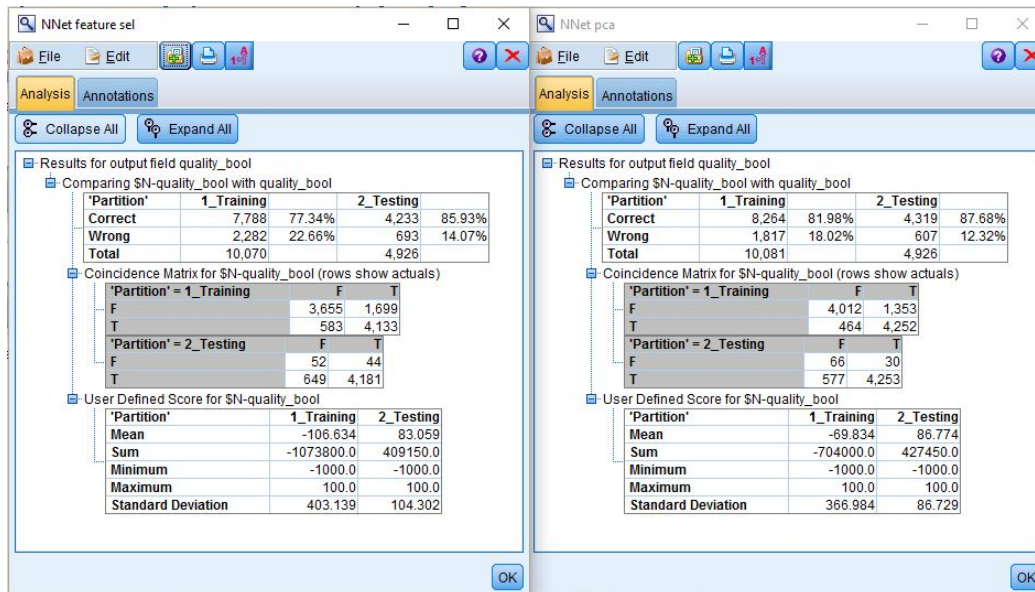 NNet feature sel
File Edit
Analysis Annotations
Collapse All Expand All
Results for output field quality_bool
Comparing $N-quality_bool with quality_bool
'Partition' 1_Training 2_Testing
Correct 7,788 77.34% 4,233 85.93%
Wrong 2,282 22.66% 693 14.07%
Total 10,070 4,926
Coincidence Matrix for $N-quality_bool (rows show actuals)
'Partition' = 1_Training F T
F 3,655 1,699
T 583 4,133
'Partition' = 2_Testing F T
F 52 44
T 649 4,181
User Defined Score for $N-quality_bool
'Partition' 1_Training 2_Testing
Mean -106.634 83.059
Sum -1073800.0 409150.0
Minimum -1000.0 -1000.0
Maximum 100.0 100.0
Standard Deviation 403.139 104.302
OK
NNet pca
File Edit
Analysis Annotations
Collapse All Expand All
Results for output field quality_bool
Comparing $N-quality_bool with quality_bool
'Partition' 1_Training 2_Testing
Correct 8,264 81.98% 4,319 87.68%
Wrong 1,817 18.02% 607 12.32%
Total 10,081 4,926
Coincidence Matrix for $N-quality_bool (rows show actuals)
'Partition' = 1_Training F T
F 4,012 1,353
T 464 4,252
'Partition' = 2_Testing F T
F 66 30
T 577 4,253
User Defined Score for $N-quality_bool
'Partition' 1_Training 2_Testing
Mean -69.834 86.774
Sum -704000.0 427450.0
Minimum -1000.0 -1000.0
Maximum 100.0 100.0
Standard Deviation 366.984 86.729
OK